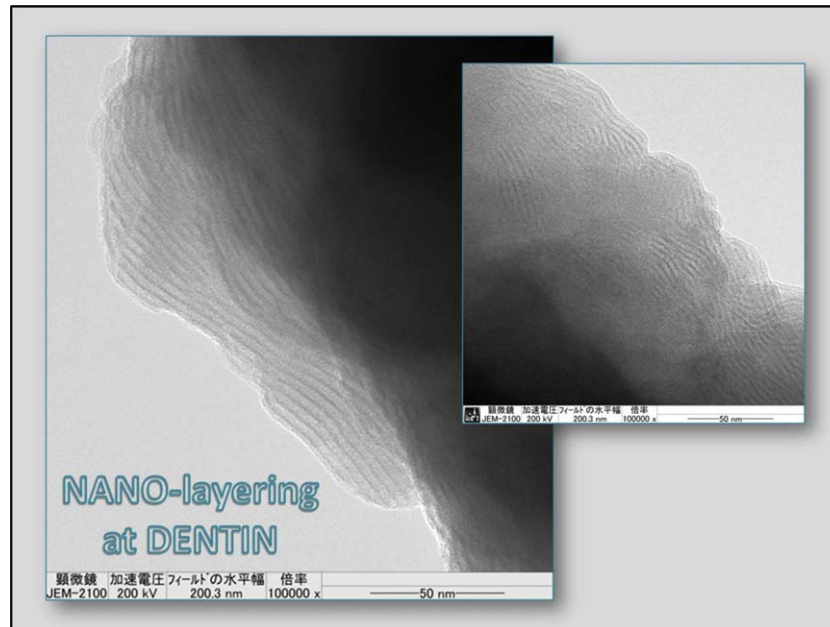 NANO-layering
at DENTIN
顕微鏡 加速電圧 フィールドの水平幅 倍率
JEM-2100 200 kV 200.3 nm 100000 x 50 nm
顕微鏡 加速電圧 フィールドの水平幅 倍率
JEM-2100 200 kV 200.3 nm 100000 x 50 nm